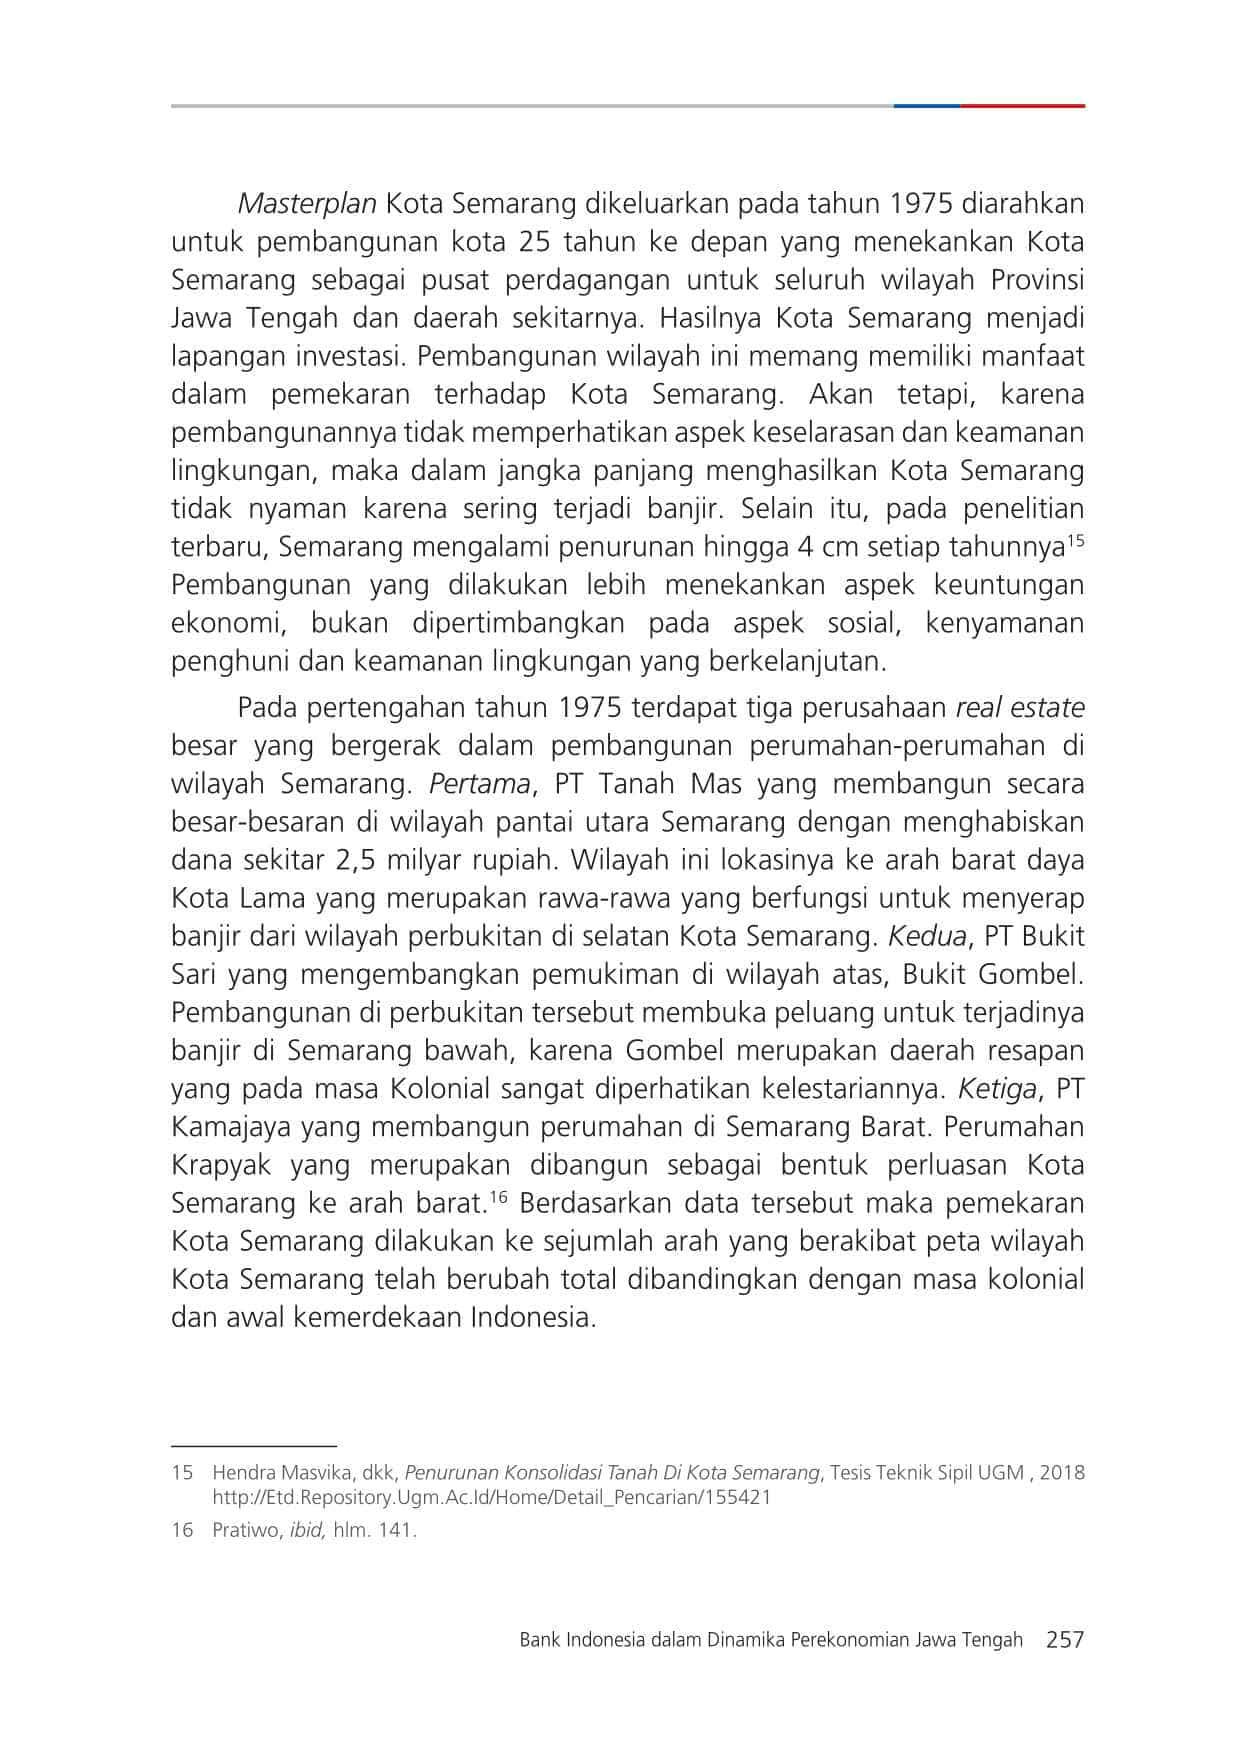 Masterplan Kota Semarang dikeluarkan pada tahun 1975 diarahkan
untuk pembangunan kota 25 tahun ke depan yang menekankan Kota
Semarang sebagai pusat perdagangan untuk seluruh wilayah Provinsi
Jawa Tengah dan daerah sekitarnya. Hasilnya Kota Semarang menjadi
lapangan investasi. Pembangunan wilayah ini memang memiliki manfaat
dalam pemekaran terhadap Kota Semarang. Akan tetapi, karena
pembangunannya tidak memperhatikan aspek keselarasan dan keamanan
lingkungan, maka dalam jangka panjang menghasilkan Kota Semarang
tidak nyaman karena sering terjadi banjir. Selain itu, pada penelitian
terbaru, Semarang mengalami penurunan hingga 4 cm setiap tahunnya15
Pembangunan yang dilakukan lebih menekankan aspek keuntungan
ekonomi, bukan dipertimbangkan pada aspek sosial, kenyamanan
penghuni dan keamanan lingkungan yang berkelanjutan.
Pada pertengahan tahun 1975 terdapat tiga perusahaan real estate
besar yang bergerak dalam pembangunan perumahan-perumahan di
wilayah Semarang. Pertama, PT Tanah Mas yang membangun secara
besar-besaran di wilayah pantai utara Semarang dengan menghabiskan
dana sekitar 2,5 milyar rupiah. Wilayah ini lokasinya ke arah barat daya
Kota Lama yang merupakan rawa-rawa yang berfungsi untuk menyerap
banjir dari wilayah perbukitan di selatan Kota Semarang. Kedua, PT Bukit
Sari yang mengembangkan pemukiman di wilayah atas, Bukit Gombel.
Pembangunan di perbukitan tersebut membuka peluang untuk terjadinya
banjir di Semarang bawah, karena Gombel merupakan daerah resapan
yang pada masa Kolonial sangat diperhatikan kelestariannya. Ketiga, PT
Kamajaya yang membangun perumahan di Semarang Barat. Perumahan
Krapyak yang merupakan dibangun sebagai bentuk perluasan Kota
Semarang ke arah barat.16 Berdasarkan data tersebut maka pemekaran
Kota Semarang dilakukan ke sejumlah arah yang berakibat peta wilayah
Kota Semarang telah berubah total dibandingkan dengan masa kolonial
dan awal kemerdekaan Indonesia.
15 Hendra Masvika, dkk, Penurunan Konsolidasi Tanah Di Kota Semarang, Tesis Teknik Sipil UGM , 2018
http://Etd.Repository.Ugm.Ac.Id/Home/Detail_Pencarian/155421
16 Pratiwo, ibid, hlm. 141.
Bank Indonesia dalam Dinamika Perekonomian Jawa Tengah 257